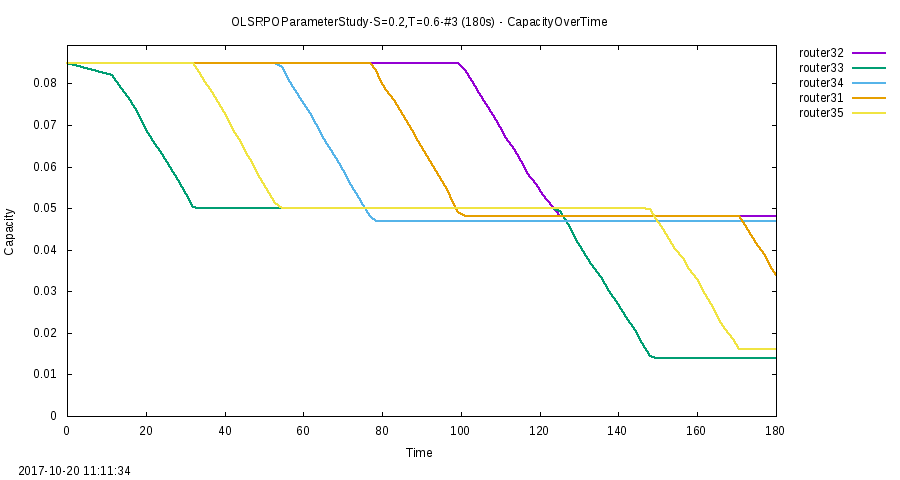 OLSRPOParameterStudy-S=0.2,T=0.6-#3 (180s) - CapacityOverTime
router32
router33
router34
router31
router35
0.08
0.07
0.06
0.05
0.04
0.03
0.02
0.01
0
Capacity
0 20 40 60 80 100 120 140 160 180
Time
2017-10-20 11:11:34